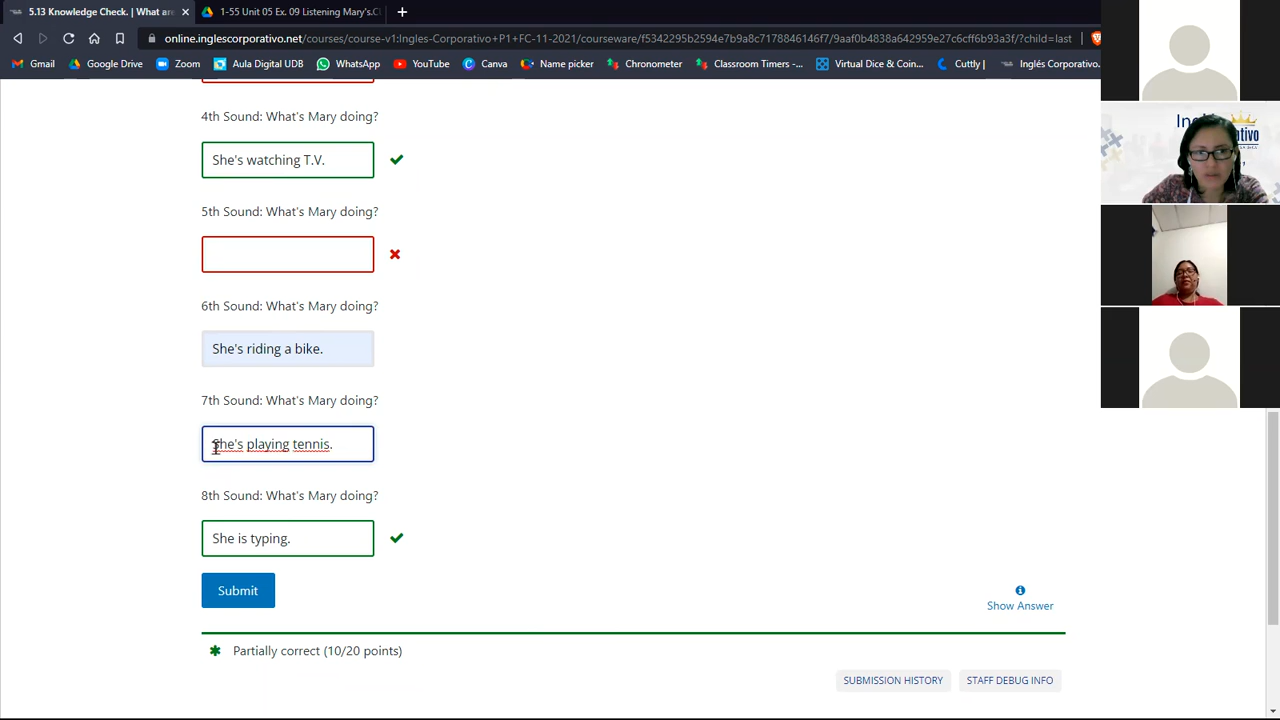 5.13 Knowledge Check. | What are
1-55 Unit 05 Ex. 09 Listening Mary's.
online.inglescorporativo.net/courses/course-v1:Ingles-Corporativo+P1+FC-11-2021/courseware/f5342295b2594e7b9a8c7178846146f7/9aaf0b4838a642959e27c6cff6b93a3f/?child=last
Gmail
Google Drive
Zoom
Aula Digital UDB
WhatsApp
YouTube
Canva
Name picker
Chronometer
Classroom Timers -...
Virtual Dice & Coin...
Cuttly |
Inglés Corporativo.
4th Sound: What's Mary doing?
She's watching T.V.
5th Sound: What's Mary doing?
6th Sound: What's Mary doing?
She's riding a bike.
7th Sound: What's Mary doing?
She's playing tennis.
8th Sound: What's Mary doing?
She is typing.
Submit
Show Answer
Partially correct (10/20 points)
SUBMISSION HISTORY
STAFF DEBUG INFO